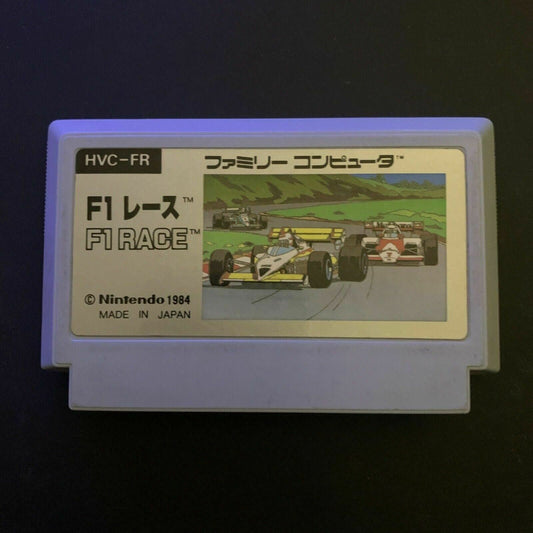 HVC-FR
ファミリー コンピュータ™
F1 レース™
F1 RACE™
© Nintendo 1984
MADE IN JAPAN